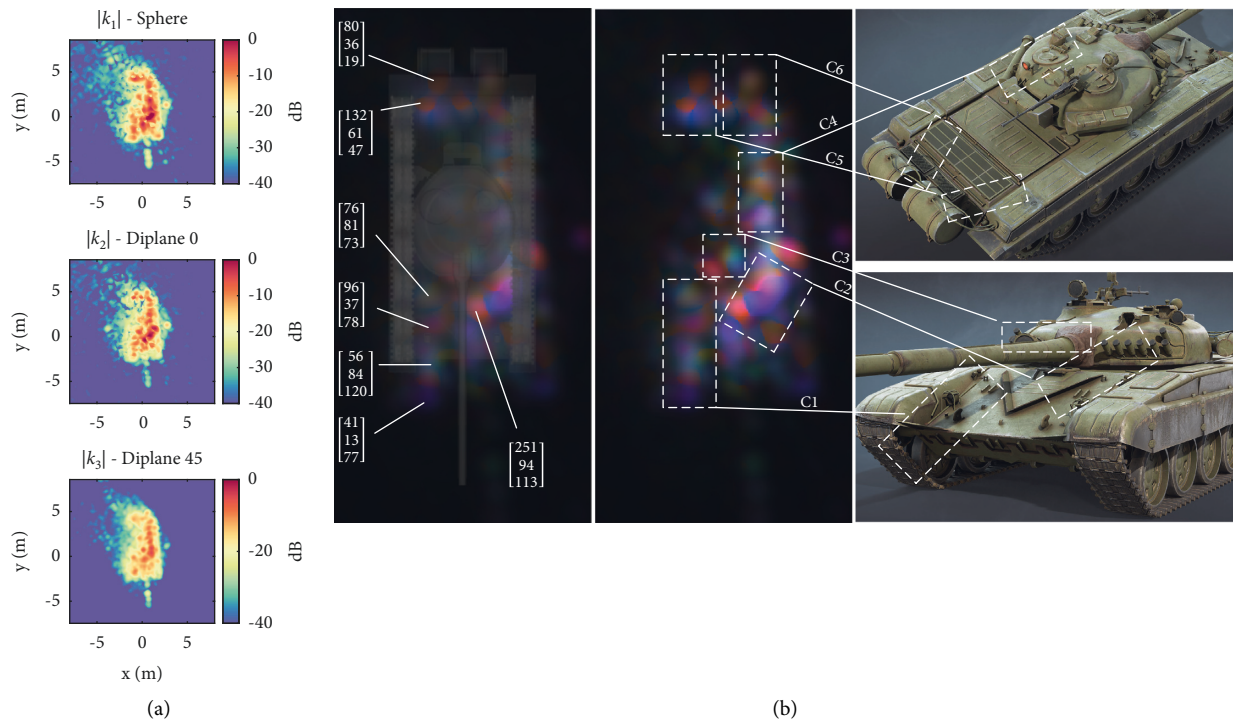 |k1| - Sphere
5
0
-5
y (m)
-5
0
5
0
-10
-20
-30
-40
dB
|k2| - Diplane 0
5
0
-5
y (m)
-5
0
5
0
-10
-20
-30
-40
dB
|k3| - Diplane 45
5
0
-5
y (m)
-5
0
5
x (m)
0
-20
-40
dB
(a)
[80
36
19]
[132
61
47]
[76
81
73]
[96
37
78]
[56
84
120]
[41
13
77]
[251
94
113]
C6
C4
C5
C3
C2
C1
(b)